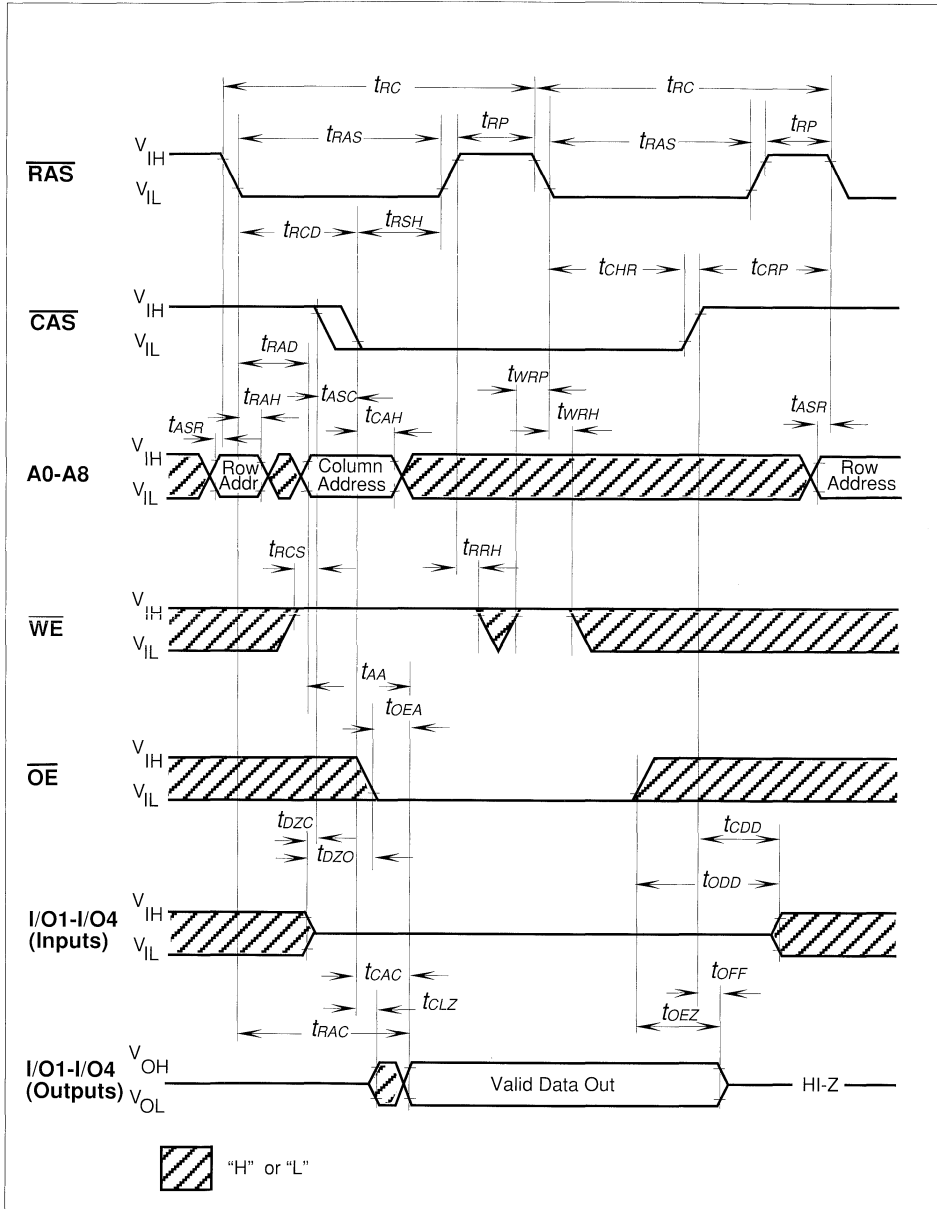 tRC tRC
tRAS tRP tRAS tRP
RAS VIH
VIL
tRCD tRSH
tCHR tCRP
CAS VIH
VIL
tRAD
tASC tWRP
tRAH tCAH tWRH
tASR tASR
A0-A8 VIH
VIL
Row Addr
Column Address
Row Address
tRCS tRRH
WE VIH
VIL
tAA
tOEA
OE VIH
VIL
tDZC tCDD
tDZO
tODD
I/O1-I/O4 (Inputs) VIH
VIL
tCAC tOFF
tCLZ tOEZ
tRAC
I/O1-I/O4 (Outputs) VOH
VOL
Valid Data Out HI-Z
“H” or “L”